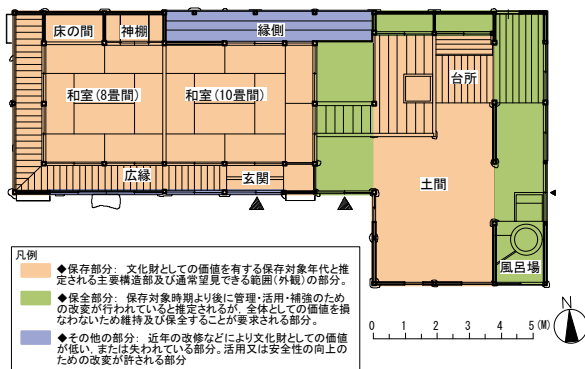 床の間
神棚
縁側
台所
和室(8畳間)
和室(10畳間)
広縁
玄関
土間
風呂場
凡例
◆保存部分： 文化財としての価値を有する保存対象年代と推
定される主要構造部及び通常望見できる範囲(外観)の部分。
◆保全部分： 保存対象時期より後に管理・活用・補強のため
の改変が行われていると推定されるが、全体としての価値を損
なわないため維持及び保全することが要求される部分。
◆その他の部分： 近年の改修などにより文化財としての価値
が低い、または失われている部分。活用又は安全性の向上の
ための改変が許される部分
0 1 2 3 4 5(M)
N